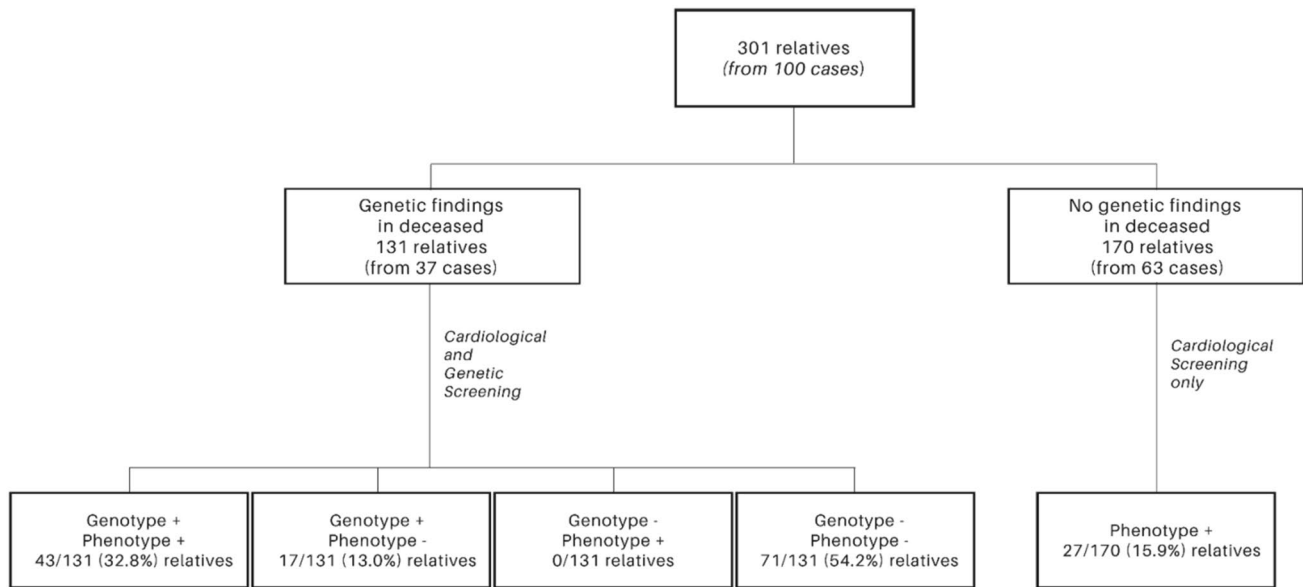 301 relatives
(from 100 cases)
Genetic findings
in deceased
131 relatives
(from 37 cases)
No genetic findings
in deceased
170 relatives
(from 63 cases)
Cardiological
and
Genetic
Screening
Cardiological
Screening
only
Genotype +
Phenotype +
43/131 (32.8%) relatives
Genotype +
Phenotype -
17/131 (13.0%) relatives
Genotype -
Phenotype +
0/131 relatives
Genotype -
Phenotype -
71/131 (54.2%) relatives
Phenotype +
27/170 (15.9%) relatives